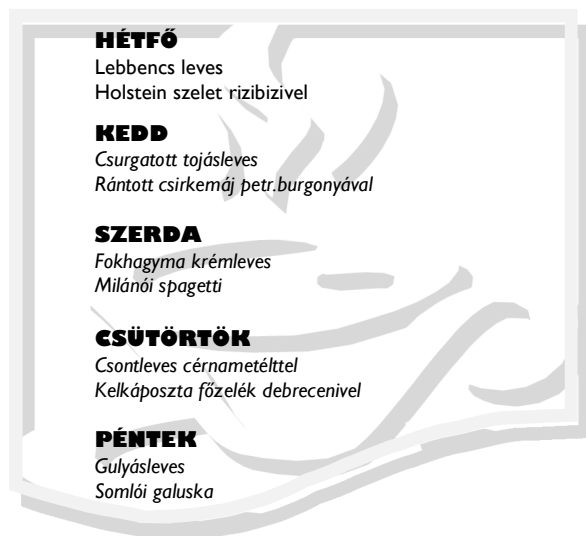 HÉTFŐ
Lebbencs leves
Holstein szelet rizibizivel
KEDD
Csurgatott tojásleves
Rántott csirkemáj petr.burgonyával
SZERDA
Fokhagyma krémleves
Milánói spagetti
CSÜTÖRTÖK
Csontleves cérnametélttel
Kelkáposzta főzelék debrecenivel
PÉNTEK
Gulyásleves
Somlói galuska